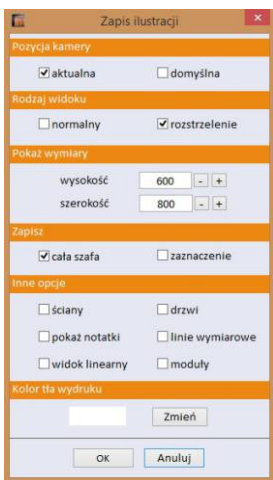 Zapis ilustracji
Pozycja kamery
aktualna domyślna
Rodzaj widoku
normalny rozstrzelenie
Pokaż wymiary
wysokość 600 - +
szerokość 800 - +
Zapisz
cała szafa zaznaczenie
Inne opcje
ściany drzwi
pokaż notatki linie wymiarowe
widok linearny moduły
Kolor tła wydruku
Zmień
OK Anuluj